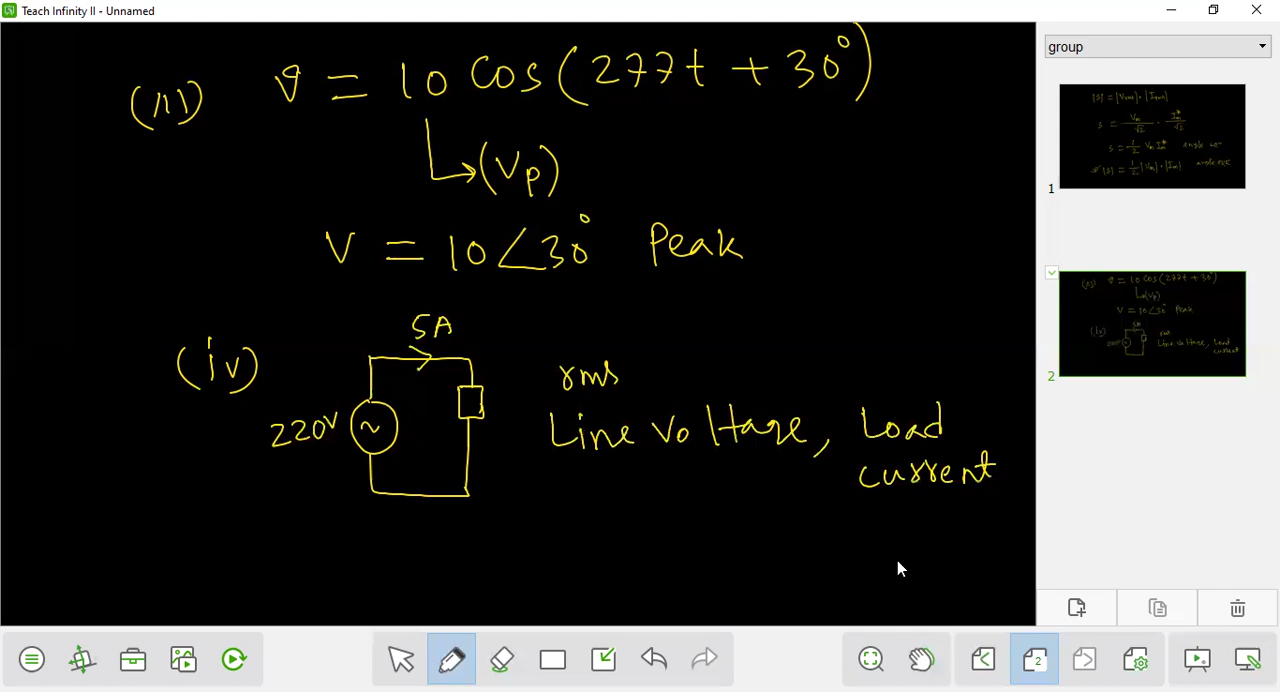 Teach Infinity II - Unnamed
(iii) v = 10 cos(277t + 30°)
(Vp)
V = 10∠30° Peak
5A
(iv)
220V
~
rms
Line voltage, Load
current
group
1
2
2